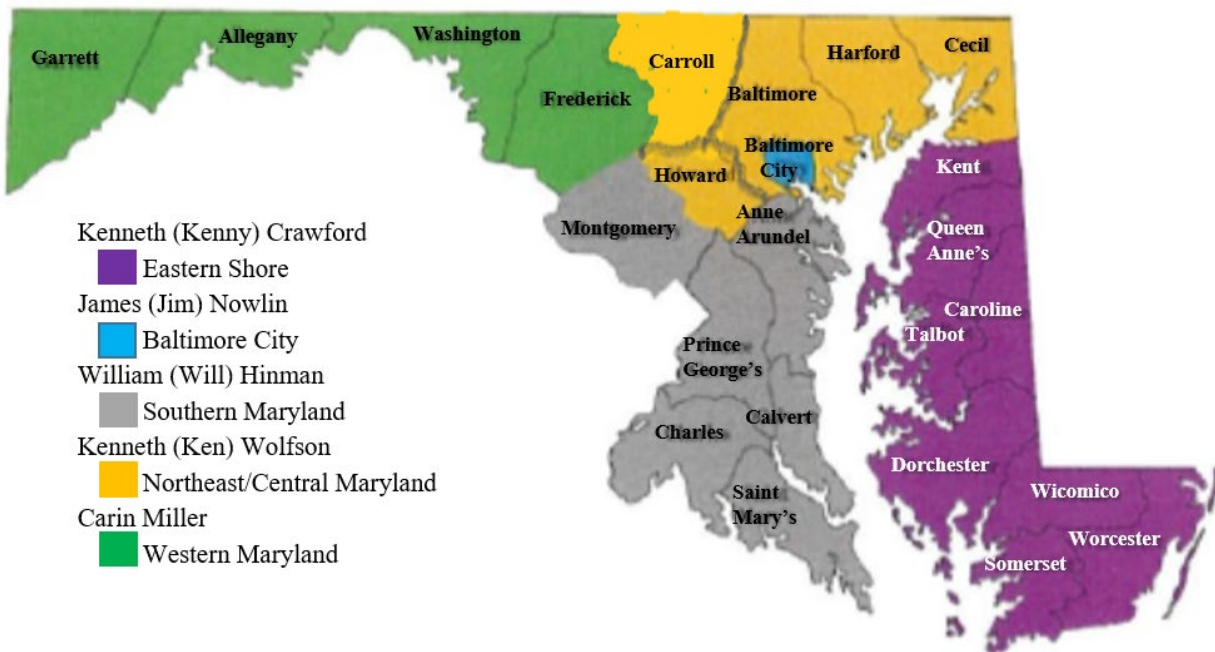 Garrett
Allegany
Washington
Frederick
Carroll
Baltimore
Harford
Cecil
Baltimore
City
Howard
Montgomery
Anne
Arundel
Kent
Queen
Anne's
Caroline
Talbot
Prince
George's
Calvert
Charles
Saint
Mary's
Dorchester
Wicomico
Worcester
Somerset
Kenneth (Kenny) Crawford
Eastern Shore
James (Jim) Nowlin
Baltimore City
William (Will) Hinman
Southern Maryland
Kenneth (Ken) Wolfson
Northeast/Central Maryland
Carin Miller
Western Maryland